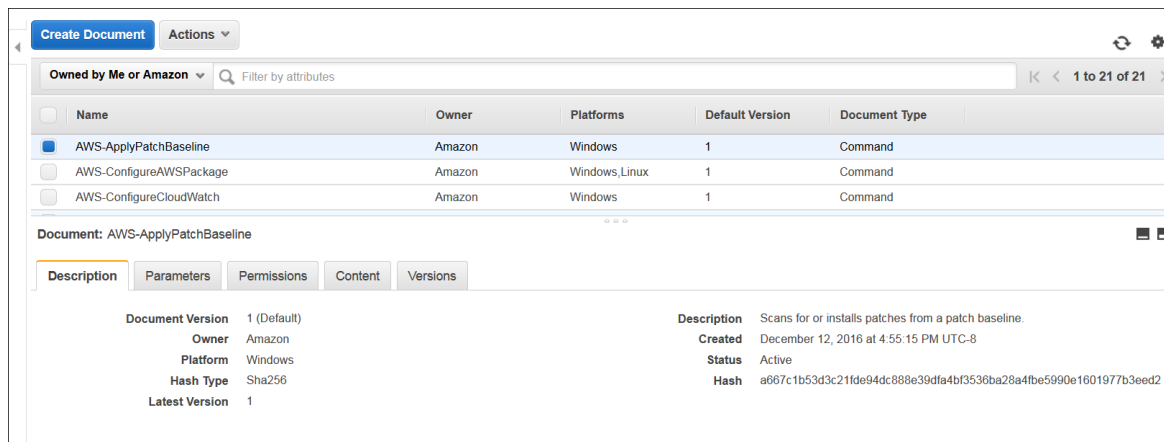 Create Document Actions
Owned by Me or Amazon Filter by attributes 1 to 21 of 21
Name Owner Platforms Default Version Document Type
AWS-ApplyPatchBaseline Amazon Windows 1 Command
AWS-ConfigureAWSPackage Amazon Windows,Linux 1 Command
AWS-ConfigureCloudWatch Amazon Windows 1 Command
Document: AWS-ApplyPatchBaseline
Description Parameters Permissions Content Versions
Document Version 1 (Default) Description Scans for or installs patches from a patch baseline.
Owner Amazon Created December 12, 2016 at 4:55:15 PM UTC-8
Platform Windows Status Active
Hash Type Sha256 Hash a667c1b53d3c21fde94dc888e39dfa4bf3536ba28a4fbe5990e1601977b3eed2
Latest Version 1